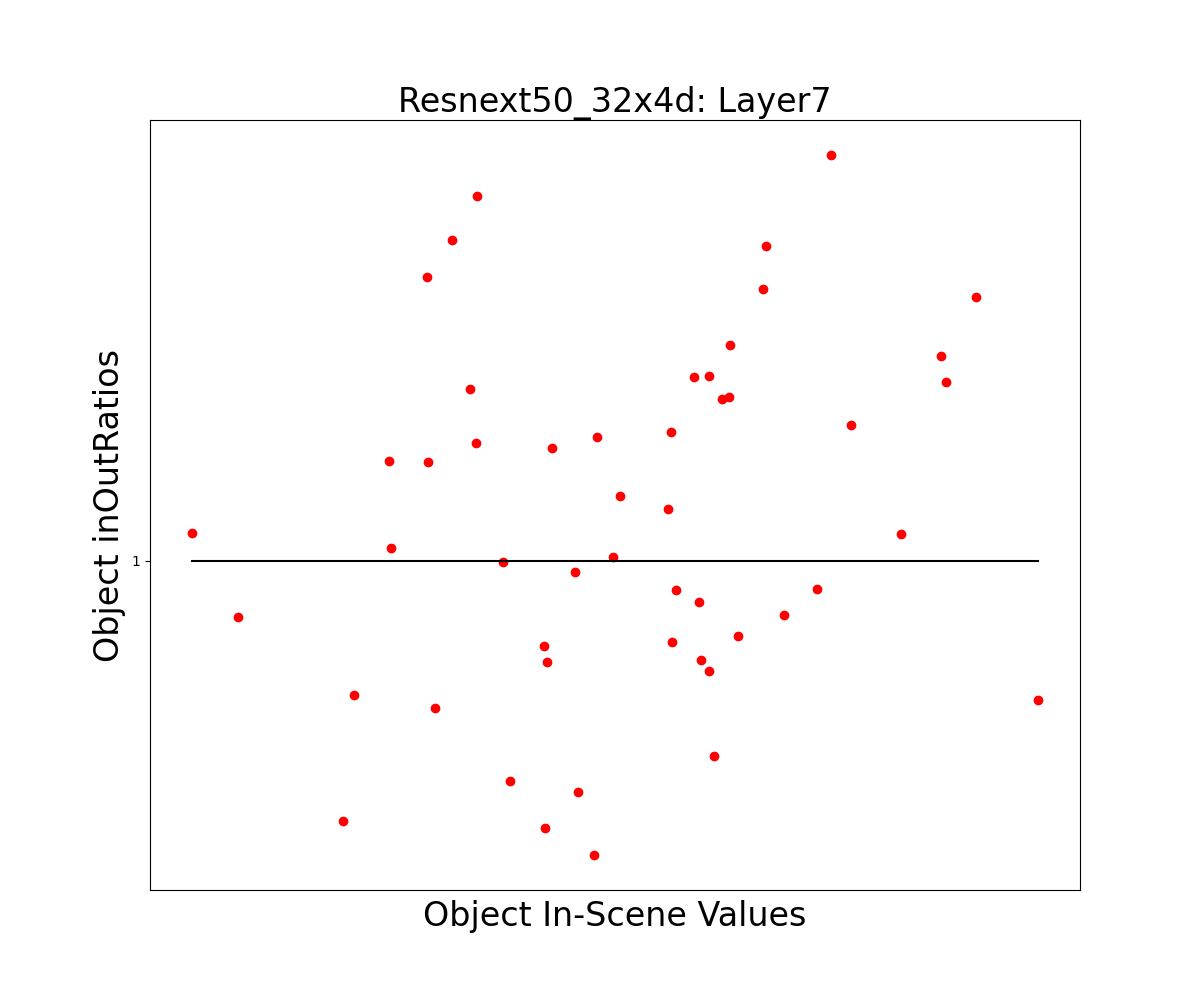 Resnext50_32x4d: Layer7
Object inOutRatios
1
Object In-Scene Values